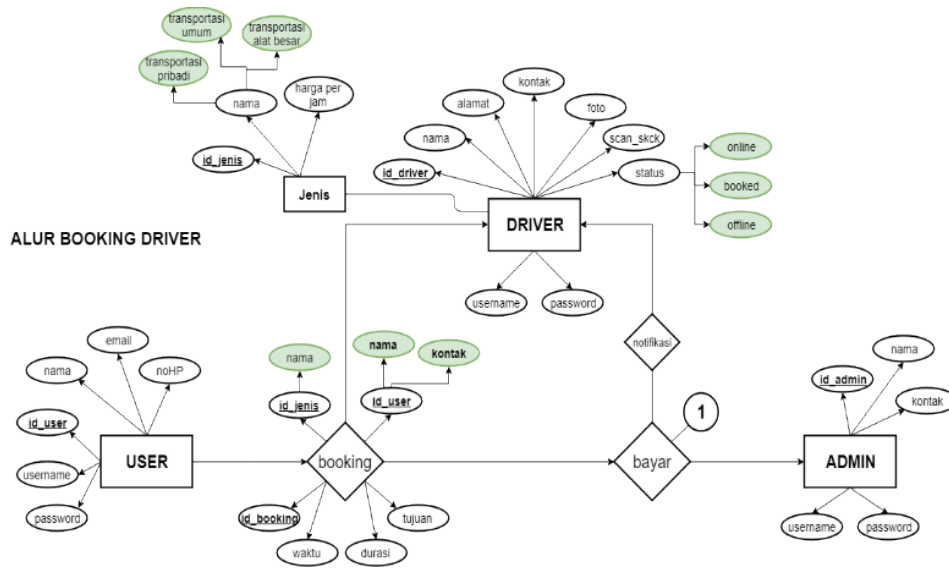 transportasi
umum
transportasi
alat besar
transportasi
pribadi
nama
harga per
jam
id_jenis
Jenis
kontak
alamat
foto
nama
scan_skck
id_driver
status
online
booked
offline
DRIVER
username
password
ALUR BOOKING DRIVER
email
nama
noHP
id_user
USER
username
password
nama
nama
kontak
id_jenis
id_user
booking
id_booking
tujuan
waktu
durasi
notifikasi
1
bayar
nama
id_admin
kontak
ADMIN
username
password